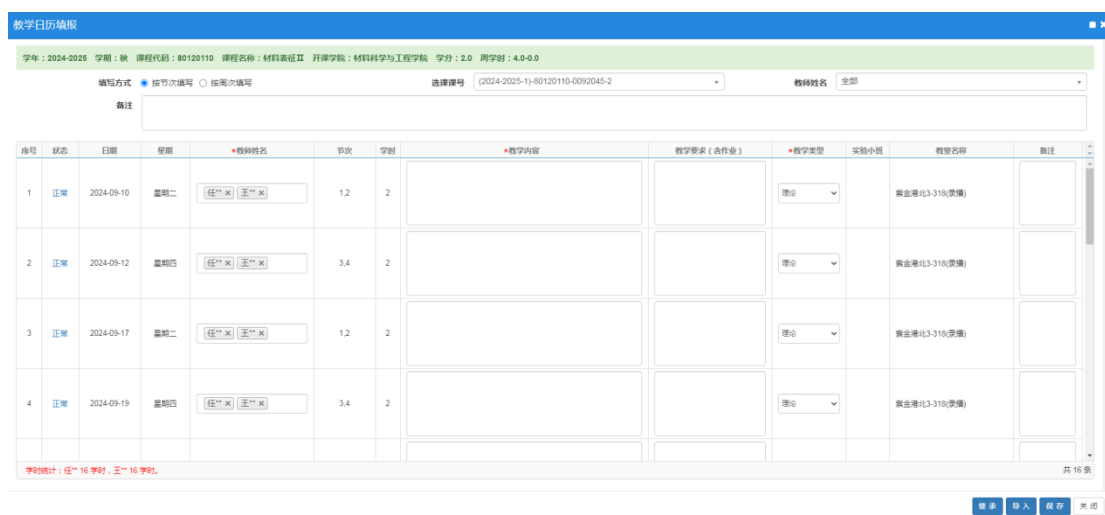 教学日历填报
学年：2024-2025 学期：秋 课程代码：80120110 课程名称：材料表征Ⅱ 开课学院：材料科学与工程学院 学分：2.0 周学时：4.0-0.0
填写方式 按节次填写 按周次填写 选课课号 (2024-2025-1)-80120110-0092045-2 教师姓名 全部
备注
序号 状态 日期 星期 *教师姓名 节次 学时 *教学内容 教学要求（含作业） *教学类型 实验小班 教室名称 备注
1 正常 2024-09-10 星期二 任** × 王** × 1,2 2 理论 紫金港北3-318(录播)
2 正常 2024-09-12 星期四 任** × 王** × 3,4 2 理论 紫金港北3-318(录播)
3 正常 2024-09-17 星期二 任** × 王** × 1,2 2 理论 紫金港北3-318(录播)
4 正常 2024-09-19 星期四 任** × 王** × 3,4 2 理论 紫金港北3-318(录播)
学时统计：任** 16 学时，王** 16 学时。 共 16 条
继承 导入 保存 关闭